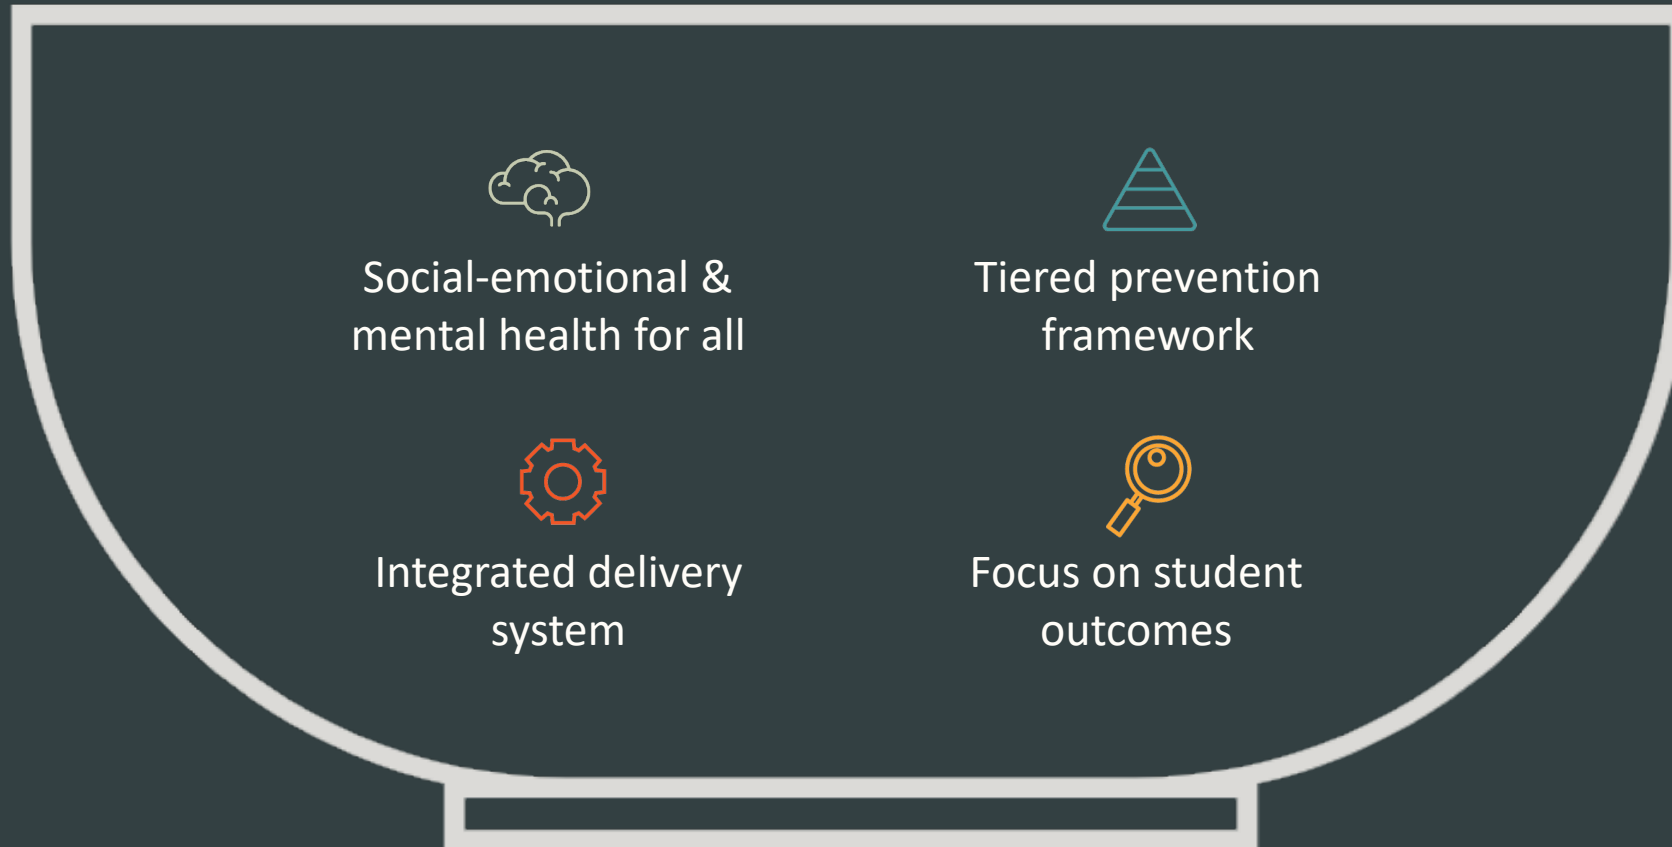 Social-emotional &
mental health for all
Tiered prevention
framework
Integrated delivery
system
Focus on student
outcomes